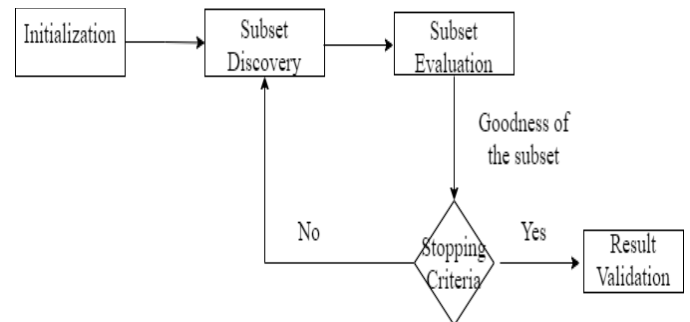 Initialization
Subset
Discovery
Subset
Evaluation
Goodness of
the subset
No
Stopping
Criteria
Yes
Result
Validation